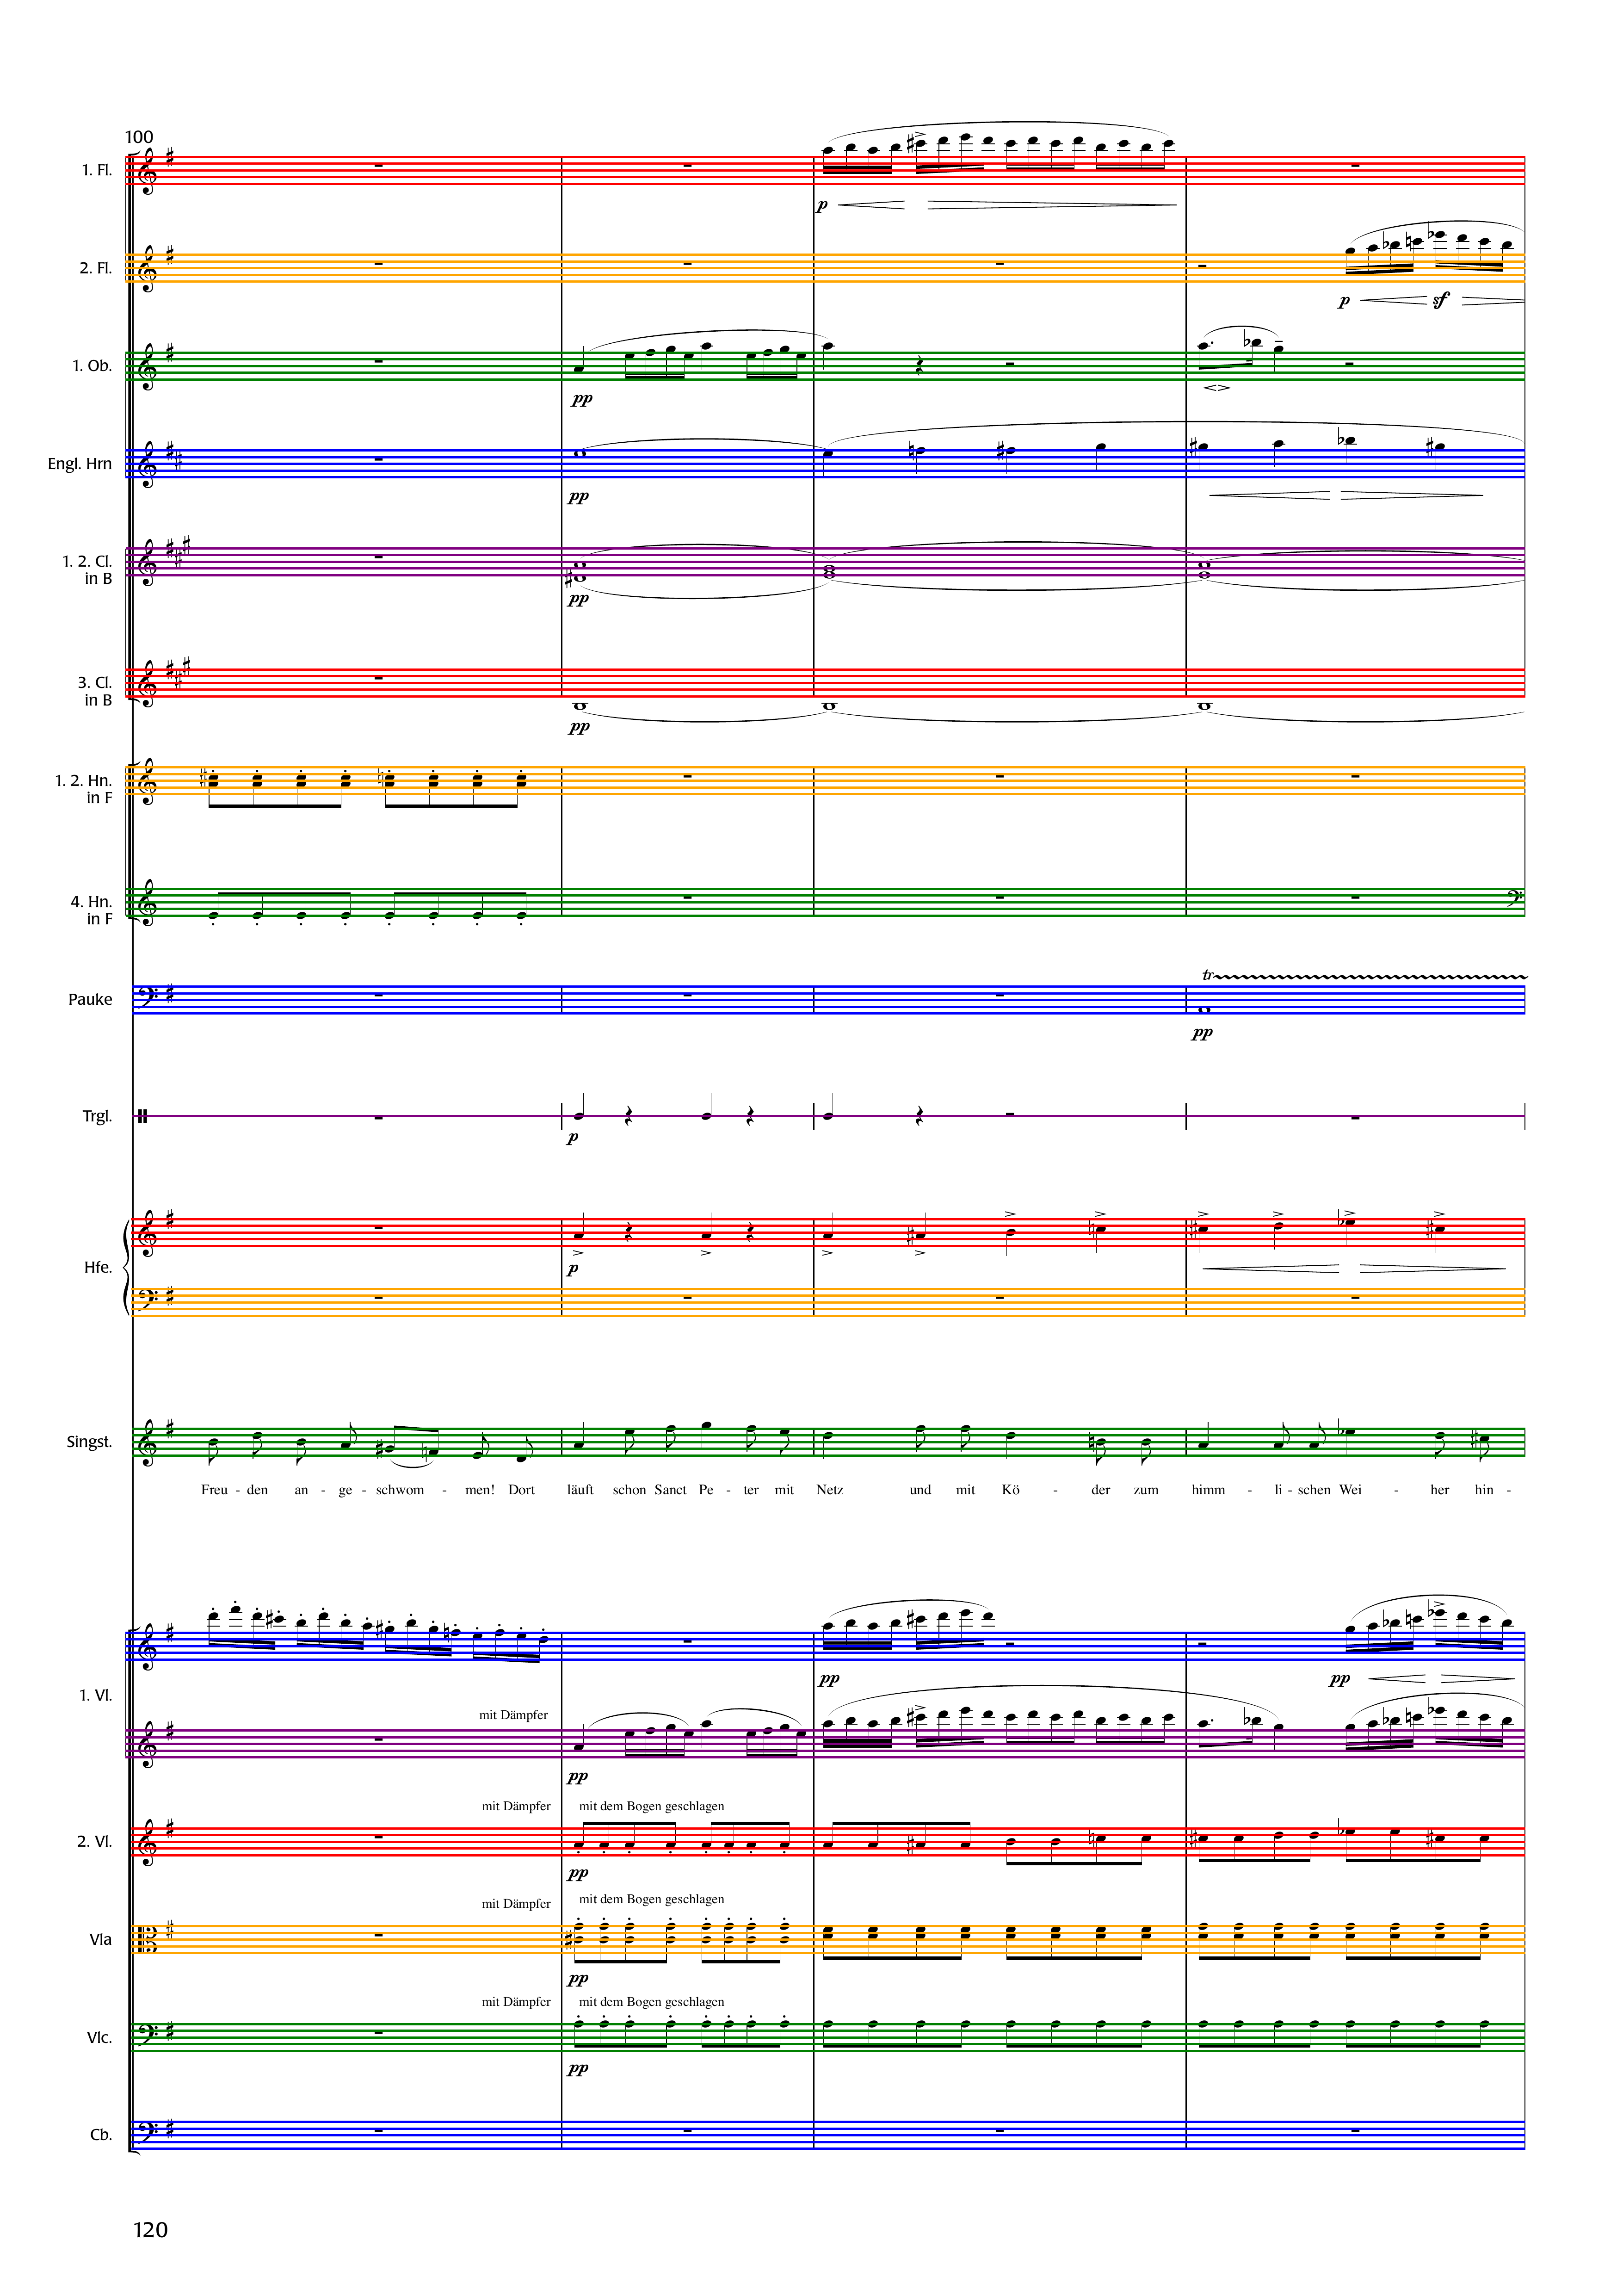 100
1. Fl.
p
2. Fl.
p sf
1. Ob.
pp
Engl. Hrn
pp
1. 2. Cl.
in B
pp
3. Cl.
in B
pp
1. 2. Hn.
in F
4. Hn.
in F
Pauke
tr
pp
Trgl.
p
Hfe.
p
Singst.
Freu - den an - ge - schwom - men! Dort läuft schon Sanct Pe - ter mit Netz und mit Kö - der zum himm - li - schen Wei - her hin -
pp pp
1. Vl.
mit Dämpfer
pp
mit Dämpfer mit dem Bogen geschlagen
2. Vl.
pp
mit Dämpfer mit dem Bogen geschlagen
Vla
pp
mit Dämpfer mit dem Bogen geschlagen
Vlc.
pp
Cb.
120